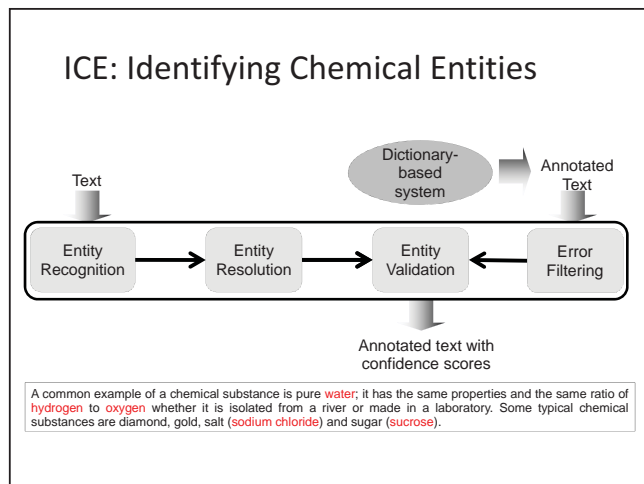 ICE: Identifying Chemical Entities
Dictionary-
based
system
Annotated
Text
Text
Entity
Recognition
Entity
Resolution
Entity
Validation
Error
Filtering
Annotated text with
confidence scores
A common example of a chemical substance is pure water; it has the same properties and the same ratio of
hydrogen to oxygen whether it is isolated from a river or made in a laboratory. Some typical chemical
substances are diamond, gold, salt (sodium chloride) and sugar (sucrose).